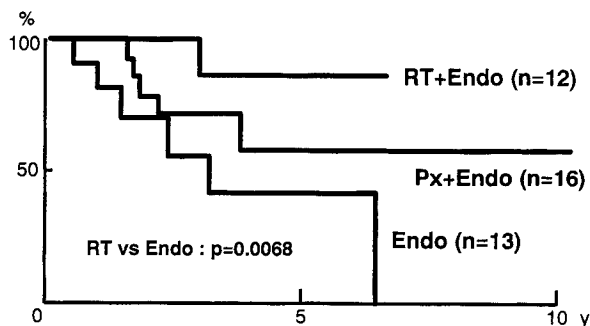 %
100
RT+Endo (n=12)
50
Px+Endo (n=16)
Endo (n=13)
RT vs Endo : p=0.0068
0 5 10 y